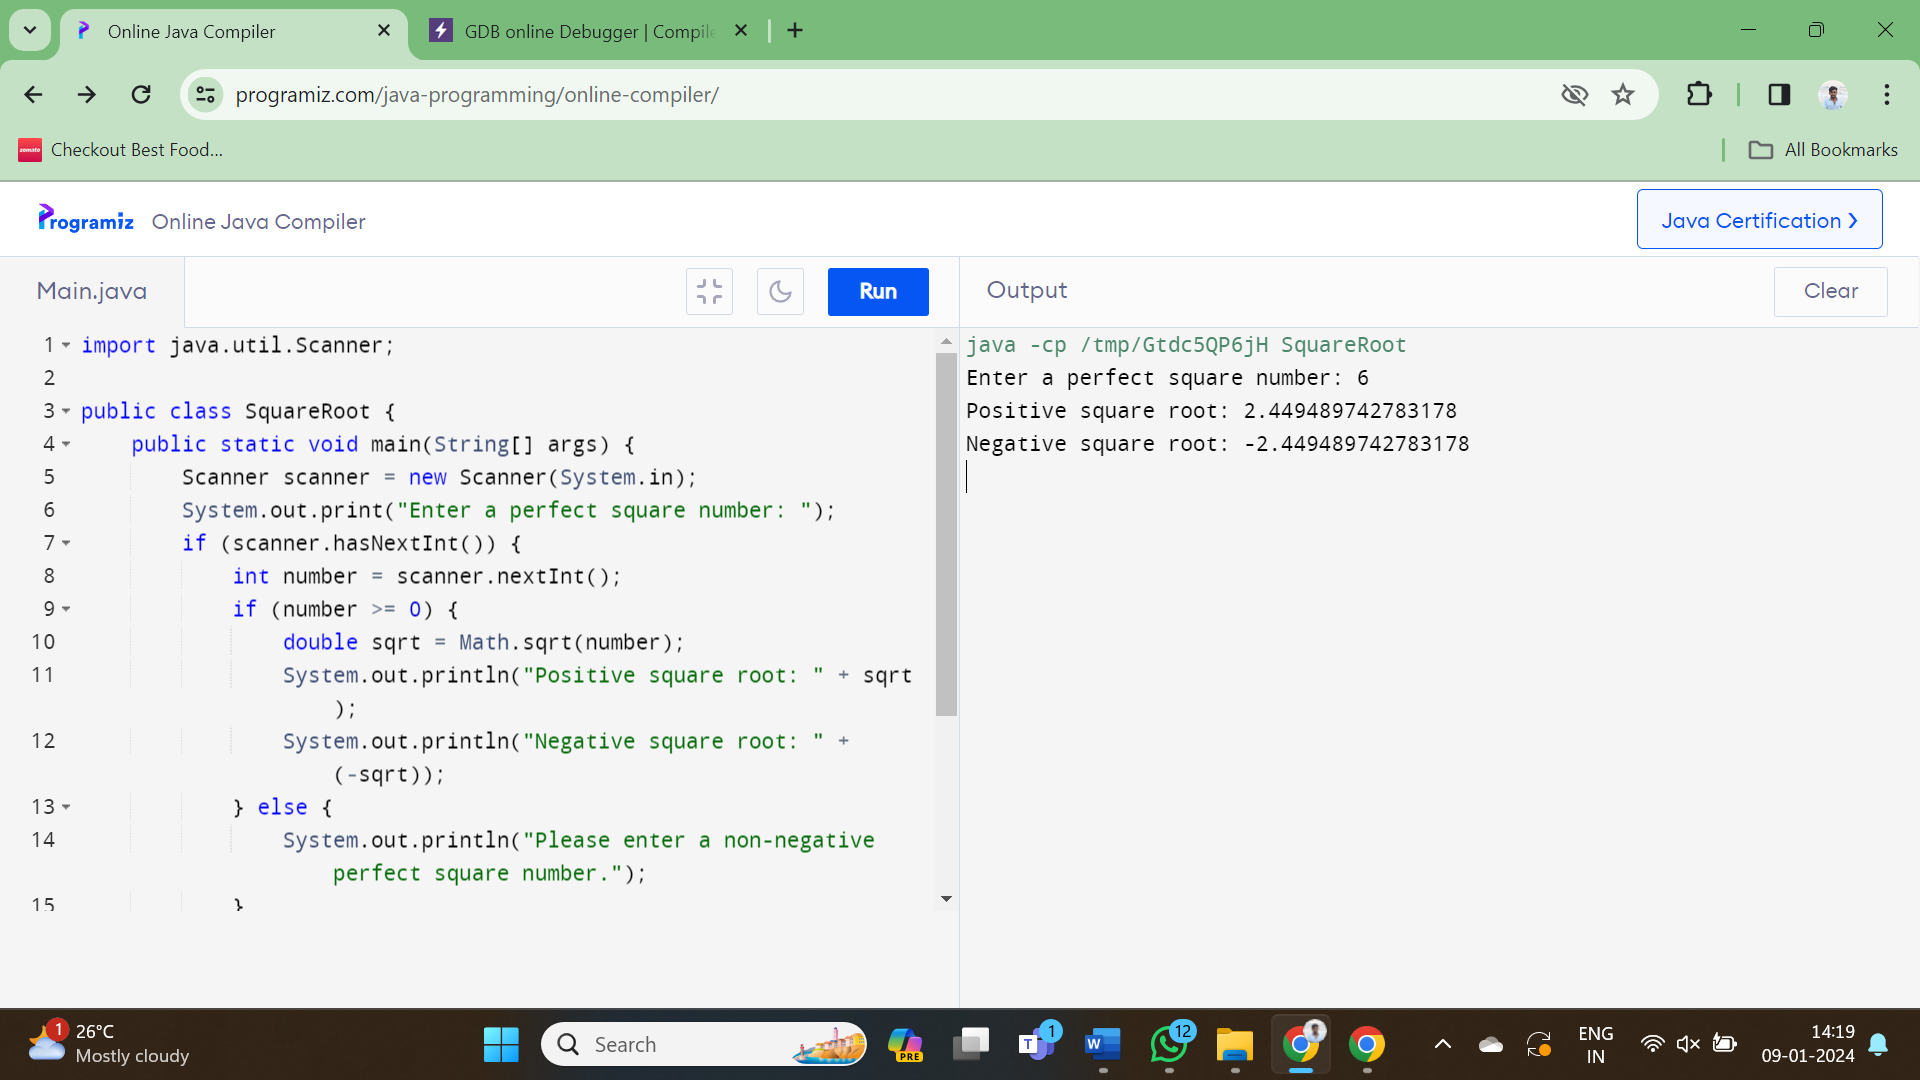 Online Java Compiler
GDB online Debugger | Compile
programiz.com/java-programming/online-compiler/
zomato
Checkout Best Food...
All Bookmarks
Programiz
Online Java Compiler
Java Certification
Main.java
Run
Output
Clear
1 import java.util.Scanner;
2
3 public class SquareRoot {
4 public static void main(String[] args) {
5 Scanner scanner = new Scanner(System.in);
6 System.out.print("Enter a perfect square number: ");
7 if (scanner.hasNextInt()) {
8 int number = scanner.nextInt();
9 if (number >= 0) {
10 double sqrt = Math.sqrt(number);
11 System.out.println("Positive square root: " + sqrt
);
12 System.out.println("Negative square root: " +
(-sqrt));
13 } else {
14 System.out.println("Please enter a non-negative
perfect square number.");
15 }
java -cp /tmp/Gtdc5QP6jH SquareRoot
Enter a perfect square number: 6
Positive square root: 2.449489742783178
Negative square root: -2.449489742783178
1
26°C
Mostly cloudy
Search
PRE
T
1
W
12
ENG
IN
14:19
09-01-2024